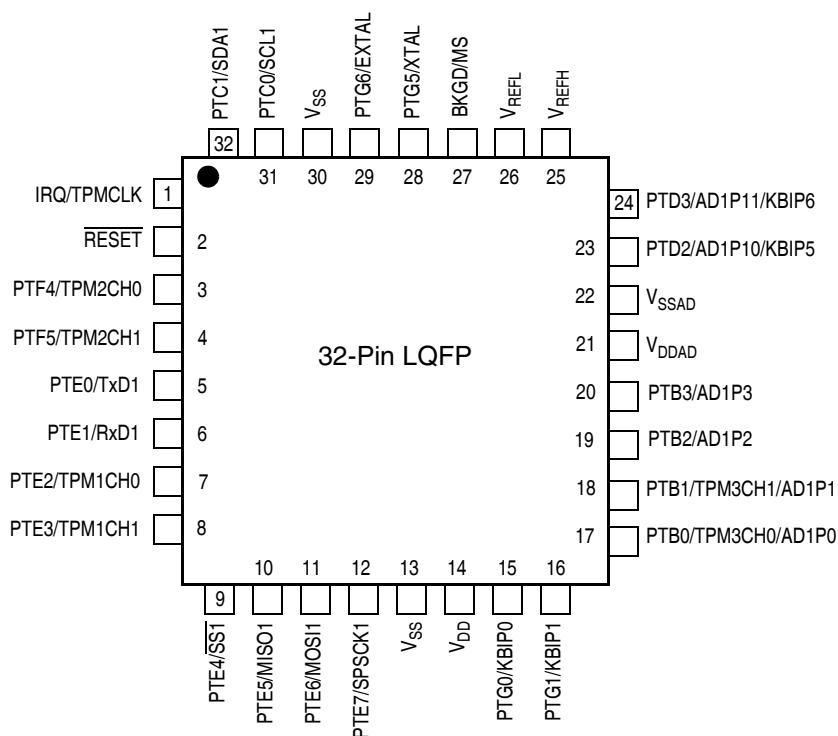 PTC1/SDA1
PTC0/SCL1
VSS
PTG6/EXTAL
PTG5/XTAL
BKGD/MS
VREFL
VREFH
32
31
30
29
28
27
26
25
IRQ/TPMCLK 1
RESET 2
PTF4/TPM2CH0 3
PTF5/TPM2CH1 4
PTE0/TxD1 5
PTE1/RxD1 6
PTE2/TPM1CH0 7
PTE3/TPM1CH1 8
32-Pin LQFP
24 PTD3/AD1P11/KBIP6
23 PTD2/AD1P10/KBIP5
22 VSSAD
21 VDDAD
20 PTB3/AD1P3
19 PTB2/AD1P2
18 PTB1/TPM3CH1/AD1P1
17 PTB0/TPM3CH0/AD1P0
9
10
11
12
13
14
15
16
PTE4/SS1
PTE5/MISO1
PTE6/MOSI1
PTE7/SPSCK1
VSS
VDD
PTG0/KBIP0
PTG1/KBIP1